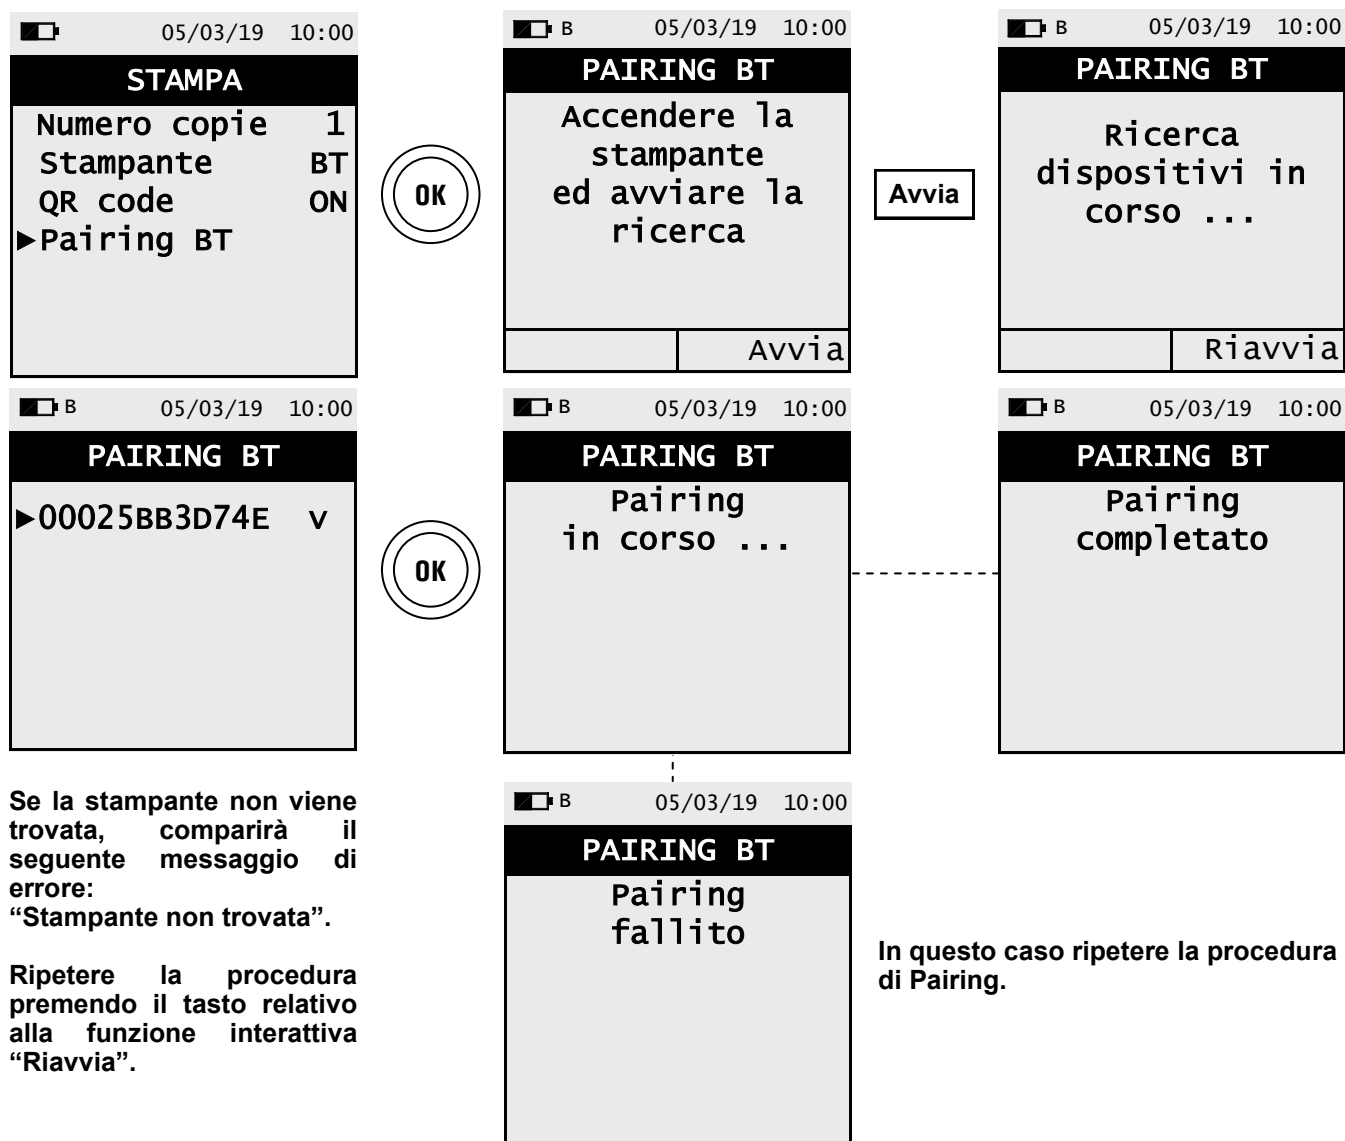 05/03/19 10:00
STAMPA
Numero copie 1
Stampante BT
QR code ON
►Pairing BT
OK
B 05/03/19 10:00
PAIRING BT
Accendere la
stampante
ed avviare la
ricerca
Avvia
Avvia
B 05/03/19 10:00
PAIRING BT
Ricerca
dispositivi in
corso ...
Riavvia
B 05/03/19 10:00
PAIRING BT
►00025BB3D74E v
OK
B 05/03/19 10:00
PAIRING BT
Pairing
in corso ...
B 05/03/19 10:00
PAIRING BT
Pairing
completato
Se la stampante non viene
trovata, comparirà il
seguente messaggio di
errore:
“Stampante non trovata”.
Ripetere la procedura
premendo il tasto relativo
alla funzione interattiva
“Riavvia”.
B 05/03/19 10:00
PAIRING BT
Pairing
fallito
In questo caso ripetere la procedura
di Pairing.